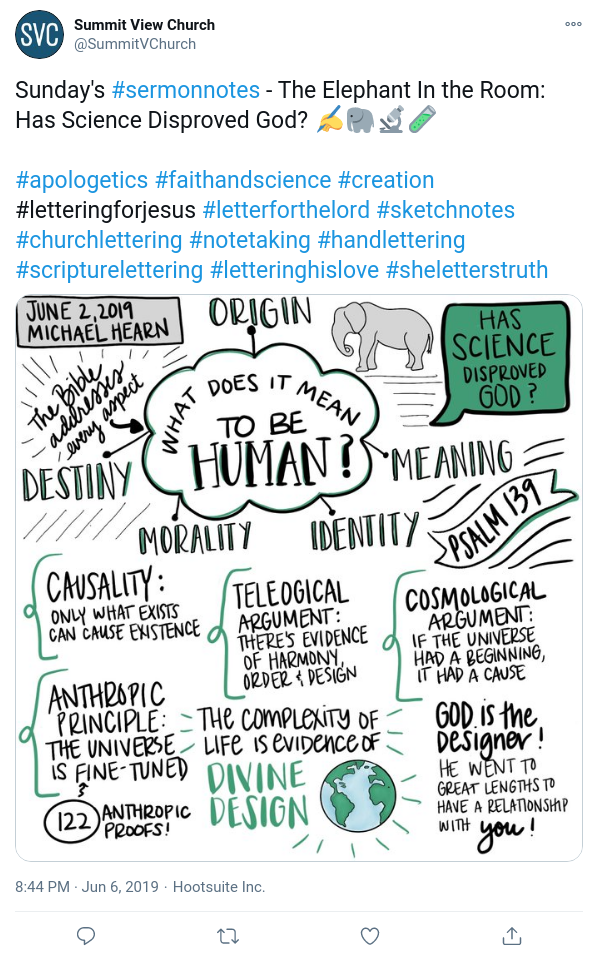 SVC
Summit View Church
@SummitVChurch
Sunday's #sermonnotes - The Elephant In the Room:
Has Science Disproved God? ✍️🐘🔬🧪
#apologetics #faithandscience #creation
#letteringforjesus #letterforthelord #sketchnotes
#churchlettering #notetaking #handlettering
#scripturelettering #letteringhislove #sheletterstruth
JUNE 2, 2019
MICHAEL HEARN
ORIGIN
HAS
SCIENCE
DISPROVED
GOD?
The Bible
addresses
every aspect
WHAT DOES IT MEAN
TO BE
HUMAN?
DESTINY
MEANING
MORALITY
IDENTITY
PSALM 139
CAUSALITY:
ONLY WHAT EXISTS
CAN CAUSE EXISTENCE
TELEOGICAL
ARGUMENT:
THERE'S EVIDENCE
OF HARMONY,
ORDER & DESIGN
COSMOLOGICAL
ARGUMENT:
IF THE UNIVERSE
HAD A BEGINNING,
IT HAD A CAUSE
ANTHROPIC
PRINCIPLE:
THE UNIVERSE
IS FINE-TUNED
122 ANTHROPIC
PROOFS!
THE COMPLEXITY OF
LIFE IS EVIDENCE OF
DIVINE
DESIGN
GOD is the
Designer!
HE WENT TO
GREAT LENGTHS TO
HAVE A RELATIONSHIP
WITH you!
8:44 PM · Jun 6, 2019 · Hootsuite Inc.